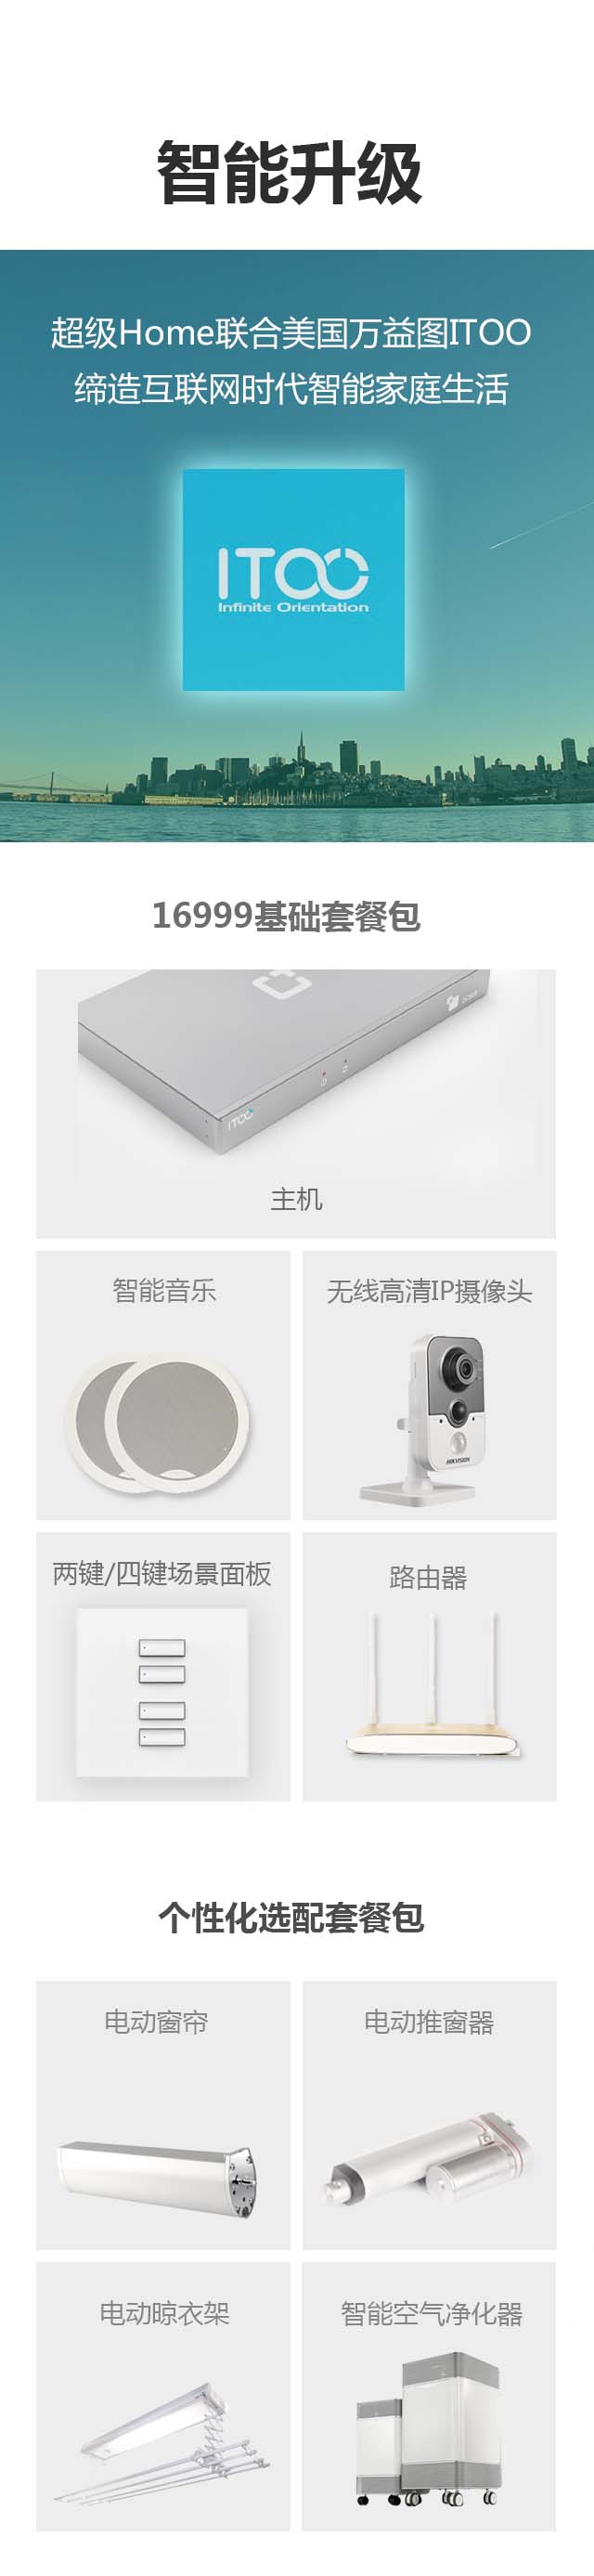 智能升级
超级Home联合美国万益图ITOO
缔造互联网时代智能家庭生活
ITOO
Infinite Orientation
16999基础套餐包
ITOO
主机
智能音乐
无线高清IP摄像头
HIKVISION
两键/四键场景面板
路由器
个性化选配套餐包
电动窗帘
电动推窗器
电动晾衣架
智能空气净化器